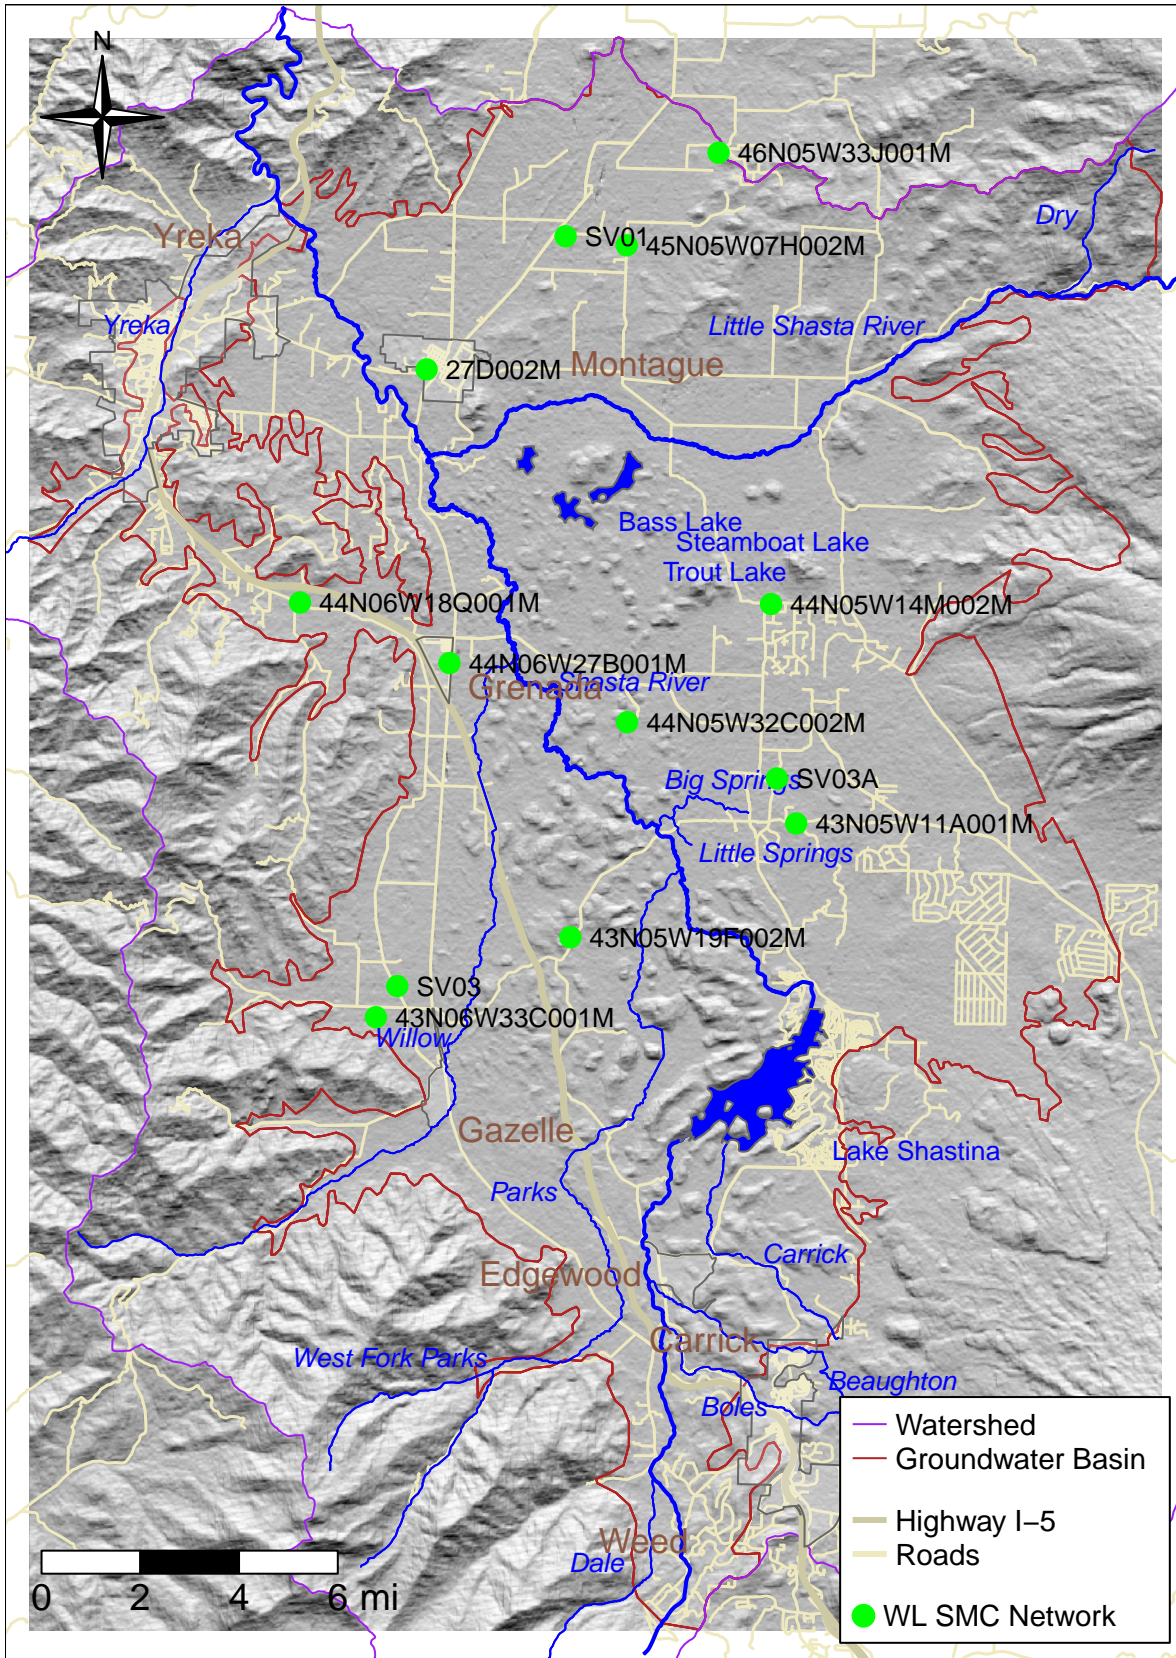 N
46N05W33J001M
Dry
Yreka
SV01
45N05W07H002M
Yreka
Little Shasta River
27D002M
Montague
Bass Lake
Steamboat Lake
Trout Lake
44N06W18Q001M
44N05W14M002M
44N06W27B001M
Grenada
Shasta River
44N05W32C002M
Big Springs
SV03A
43N05W11A001M
Little Springs
43N05W19F002M
SV03
43N06W33C001M
Willow
Gazelle
Lake Shastina
Parks
Carrick
Edgewood
Carrick
West Fork Parks
Beaughton
Boles
Weed
Dale
0 2 4 6 mi
Watershed
Groundwater Basin
Highway I−5
Roads
WL SMC Network